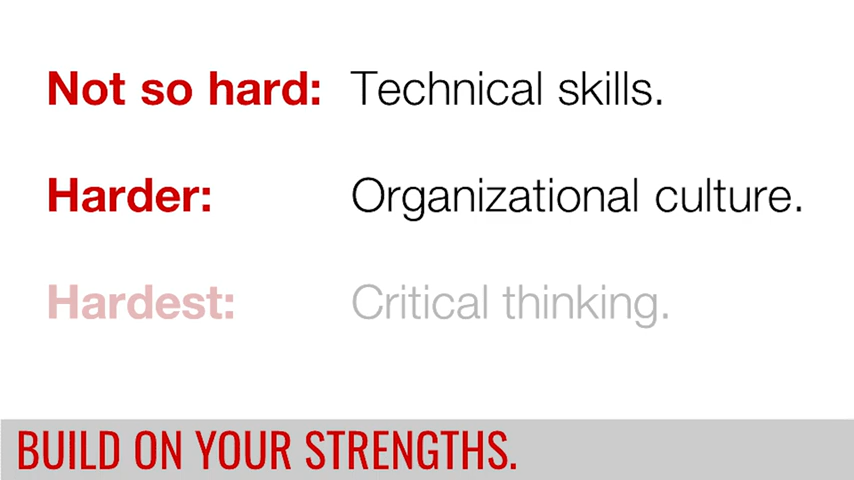 Not so hard: Technical skills.
Harder: Organizational culture.
Hardest: Critical thinking.
BUILD ON YOUR STRENGTHS.